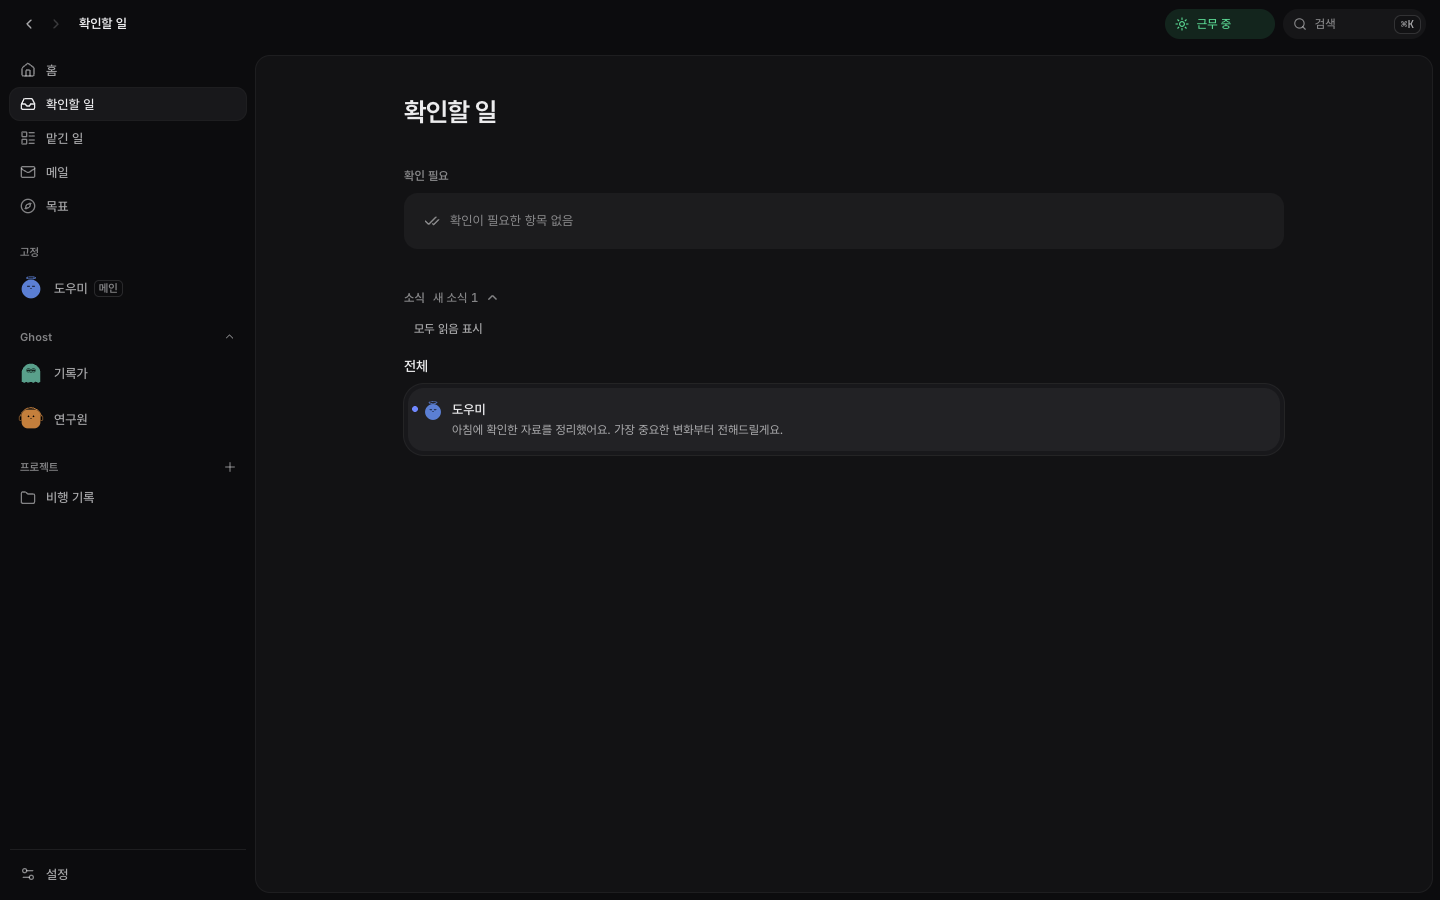 확인할 일
근무 중
검색
⌘K
홈
확인할 일
맡긴 일
메일
목표
고정
도우미 메인
Ghost
기록가
연구원
프로젝트
비행 기록
설정
확인할 일
확인 필요
확인이 필요한 항목 없음
소식 새 소식 1
모두 읽음 표시
전체
도우미
아침에 확인한 자료를 정리했어요. 가장 중요한 변화부터 전해드릴게요.